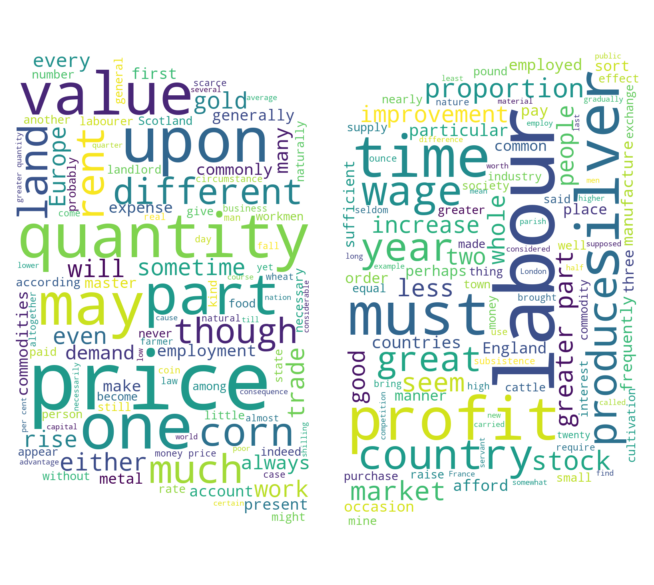 every
number
first
general
scarce
several
average
value
upon
gold
generally
another
labourer
Scotland
many
naturally
land
Europe
probably
rent
greater quantity
quarter
landlord
commonly
circumstance
different
expense
give
business
workmen
come
real
man
day
fall
quantity
lower
will
sometime
course
yet
wheat
necessary
considerable
according
master
kind
food
nation
may
part
natural
till
commodities
altogether
even
cause
though
never
farmer
paid
demand
low
employment
state
trade
price
coin
law
among
consequence
necessarily
make
become
still
person
little
almost
shilling
per cent
capital
one
corn
rise
world
poor
indeed
appear
advantage
either
money price
much
always
without
metal
case
rate
account
work
certain
present
might
public
least
pound
employed
sort
proportion
effect
nearly
nature
material
gradually
improvement
pay
exchange
supply
particular
employ
last
difference
common
people
time
labour
silver
ounce
worth
industry
manufacture
wage
mean
society
whole
men
sufficient
seldom
greater
parish
said
higher
place
increase
year
two
made
considered
well
supposed
long
perhaps
thing
three
order
example
town
London
half
equal
less
brought
commodity
must
money
use
frequently
countries
England
good
great
subsistence
greater part
produce
interest
seem
bring
manner
high
cattle
cultivation
profit
called
competition
new
carried
twenty
country
stock
require
servant
purchase
raise
France
somewhat
small
find
market
afford
occasion
mine